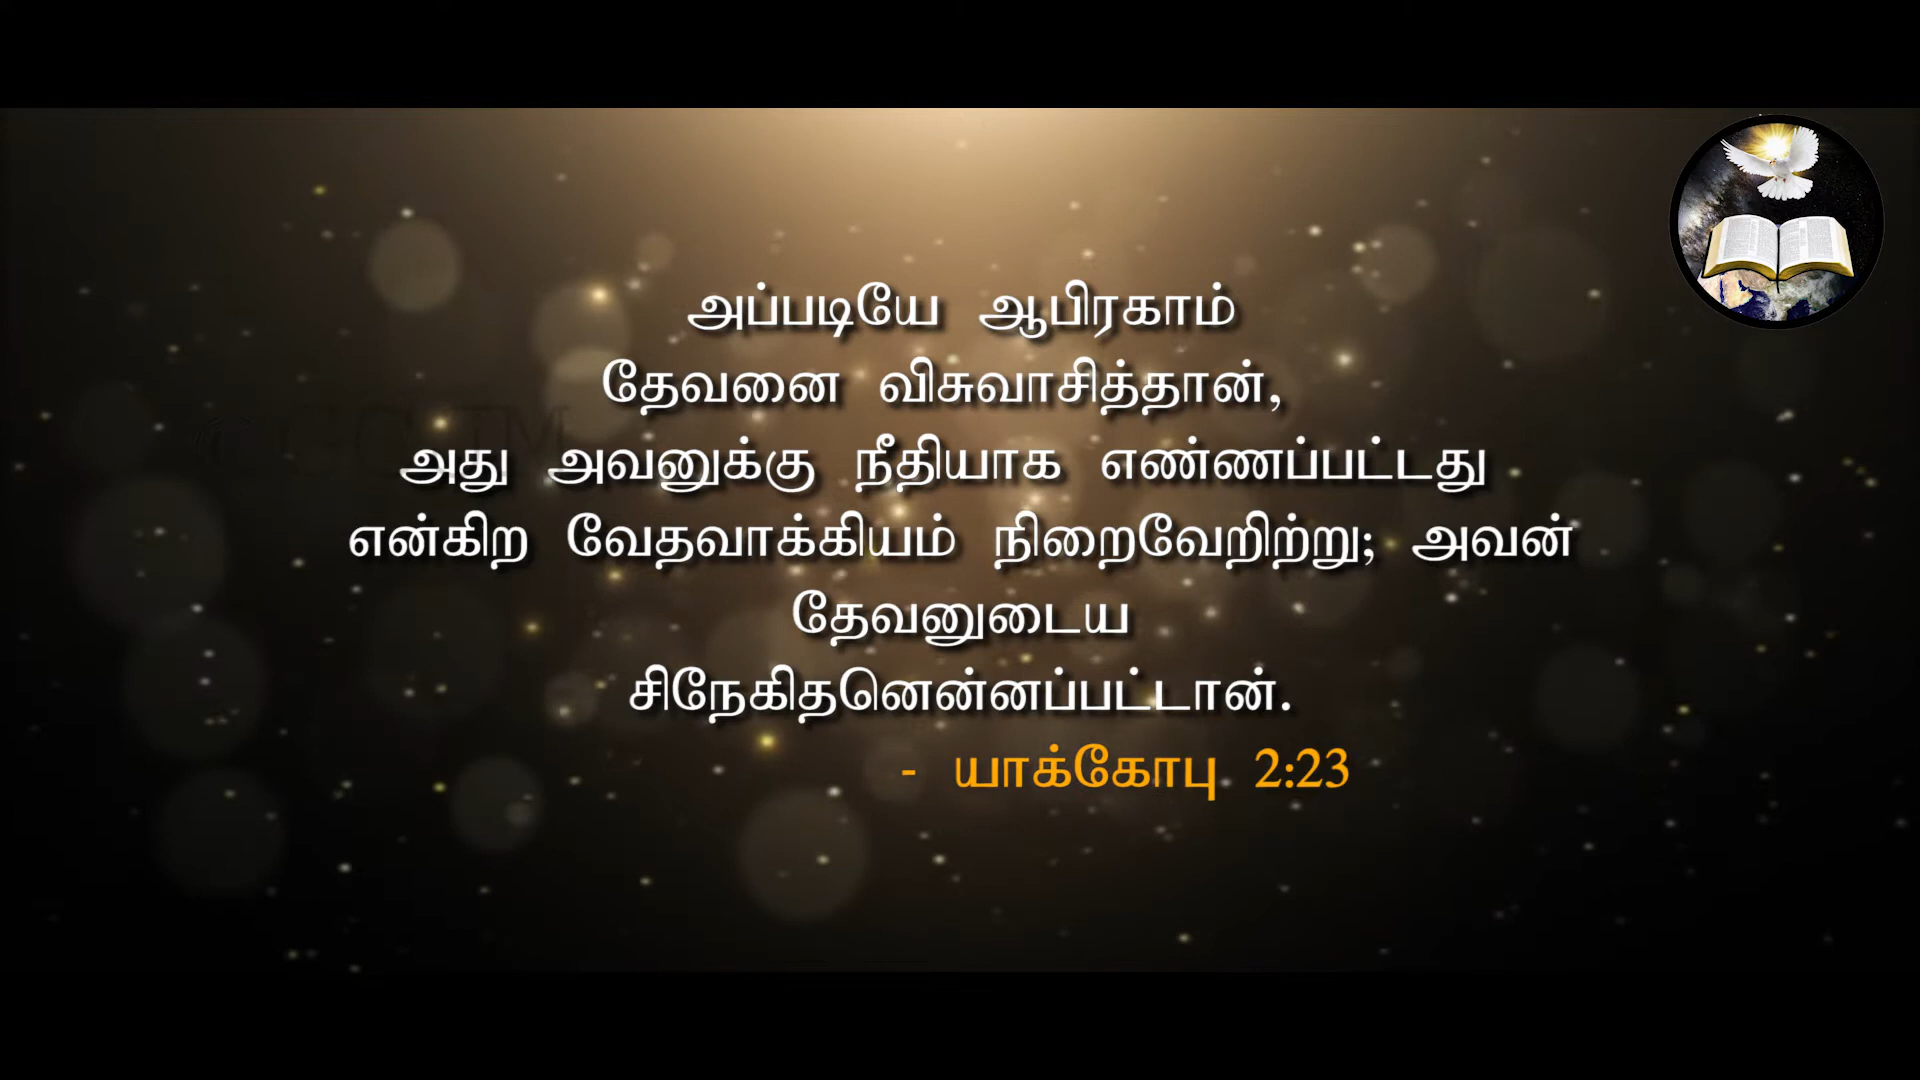 அப்படியே ஆபிரகாம்
தேவனை விசுவாசித்தான்,
அது அவனுக்கு நீதியாக எண்ணப்பட்டது
என்கிற வேதவாக்கியம் நிறைவேறிற்று; அவன்
தேவனுடைய
சிநேகிதனென்னப்பட்டான்.
- யாக்கோபு 2:23